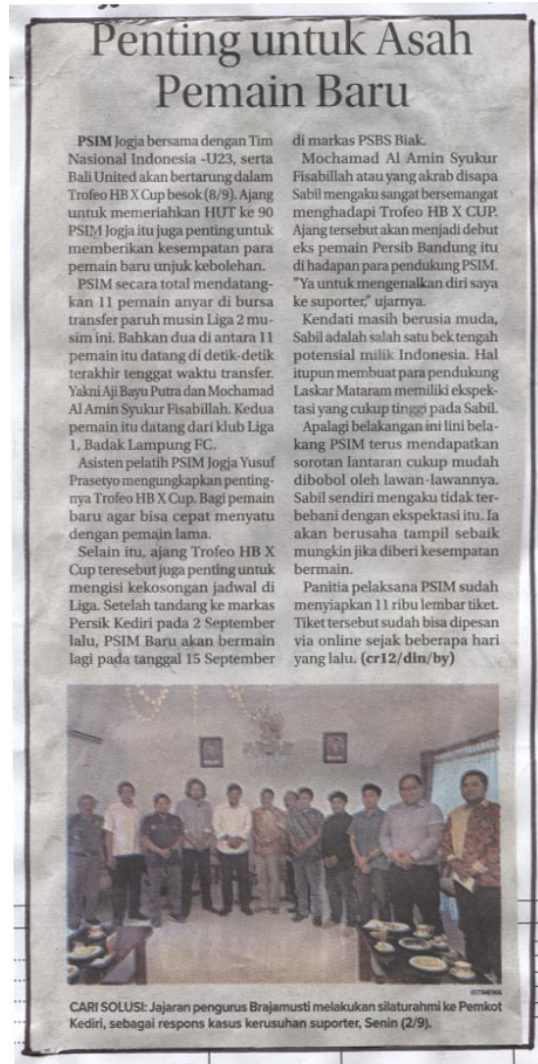 Penting untuk Asah
Pemain Baru
PSIM Jogja bersama dengan Tim
Nasional Indonesia -U23, serta
Bali United akan bertarung dalam
Trofeo HB X Cup besok (8/9). Ajang
untuk memeriahkan HUT ke 90
PSIM Jogja itu juga penting untuk
memberikan kesempatan para
pemain baru unjuk kebolehan.
PSIM secara total mendatang-
kan 11 pemain anyar di bursa
transfer paruh musin Liga 2 mu-
sim ini. Bahkan dua di antara 11
pemain itu datang di detik-detik
terakhir tenggat waktu transfer.
Yakni Aji Bayu Putra dan Mochamad
Al Amin Syukur Fisabillah. Kedua
pemain itu datang dari klub Liga
1, Badak Lampung FC.
Asisten pelatih PSIM Jogja Yusuf
Prasetyo mengungkapkan penting-
nya Trofeo HB X Cup. Bagi pemain
baru agar bisa cepat menyatu
dengan pemain lama.
Selain itu, ajang Trofeo HB X
Cup teresebut juga penting untuk
mengisi kekosongan jadwal di
Liga. Setelah tandang ke markas
Persik Kediri pada 2 September
lalu, PSIM Baru akan bermain
lagi pada tanggal 15 September
di markas PSBS Biak.
Mochamad Al Amin Syukur
Fisabillah atau yang akrab disapa
Sabil mengaku sangat bersemangat
menghadapi Trofeo HB X CUP.
Ajang tersebut akan menjadi debut
eks pemain Persib Bandung itu
di hadapan para pendukung PSIM.
"Ya untuk mengenalkan diri saya
ke suporter," ujarnya.
Kendati masih berusia muda,
Sabil adalah salah satu bek tengah
potensial milik Indonesia. Hal
itupun membuat para pendukung
Laskar Mataram memiliki ekspek-
tasi yang cukup tinggi pada Sabil.
Apalagi belakangan ini lini bela-
kang PSIM terus mendapatkan
sorotan lantaran cukup mudah
dibobol oleh lawan-lawannya.
Sabil sendiri mengaku tidak ter-
bebani dengan ekspektasi itu. Ia
akan berusaha tampil sebaik
mungkin jika diberi kesempatan
bermain.
Panitia pelaksana PSIM sudah
menyiapkan 11 ribu lembar tiket.
Tiket tersebut sudah bisa dipesan
via online sejak beberapa hari
yang lalu. (cr12/din/by)
ISTIMEWA
CARI SOLUSI: Jajaran pengurus Brajamusti melakukan silaturahmi ke Pemkot
Kediri, sebagai respons kasus kerusuhan suporter, Senin (2/9).